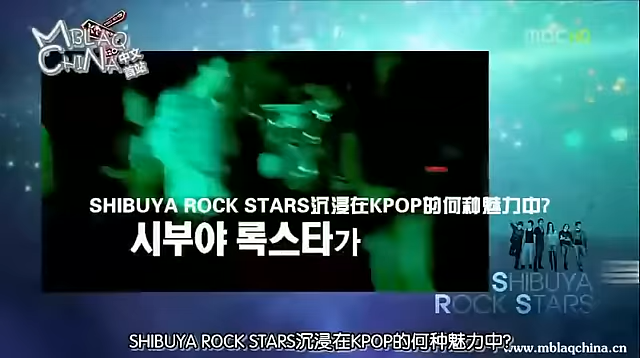 MBLAQ
CHINA 中文
首站
MBC HD
SHIBUYA ROCK STARS沉浸在KPOP的何种魅力中?
시부야 록스타가
SHIBUYA
ROCK STARS
SHIBUYA ROCK STARS沉浸在KPOP的何种魅力中?
www.mblaqchina.cn